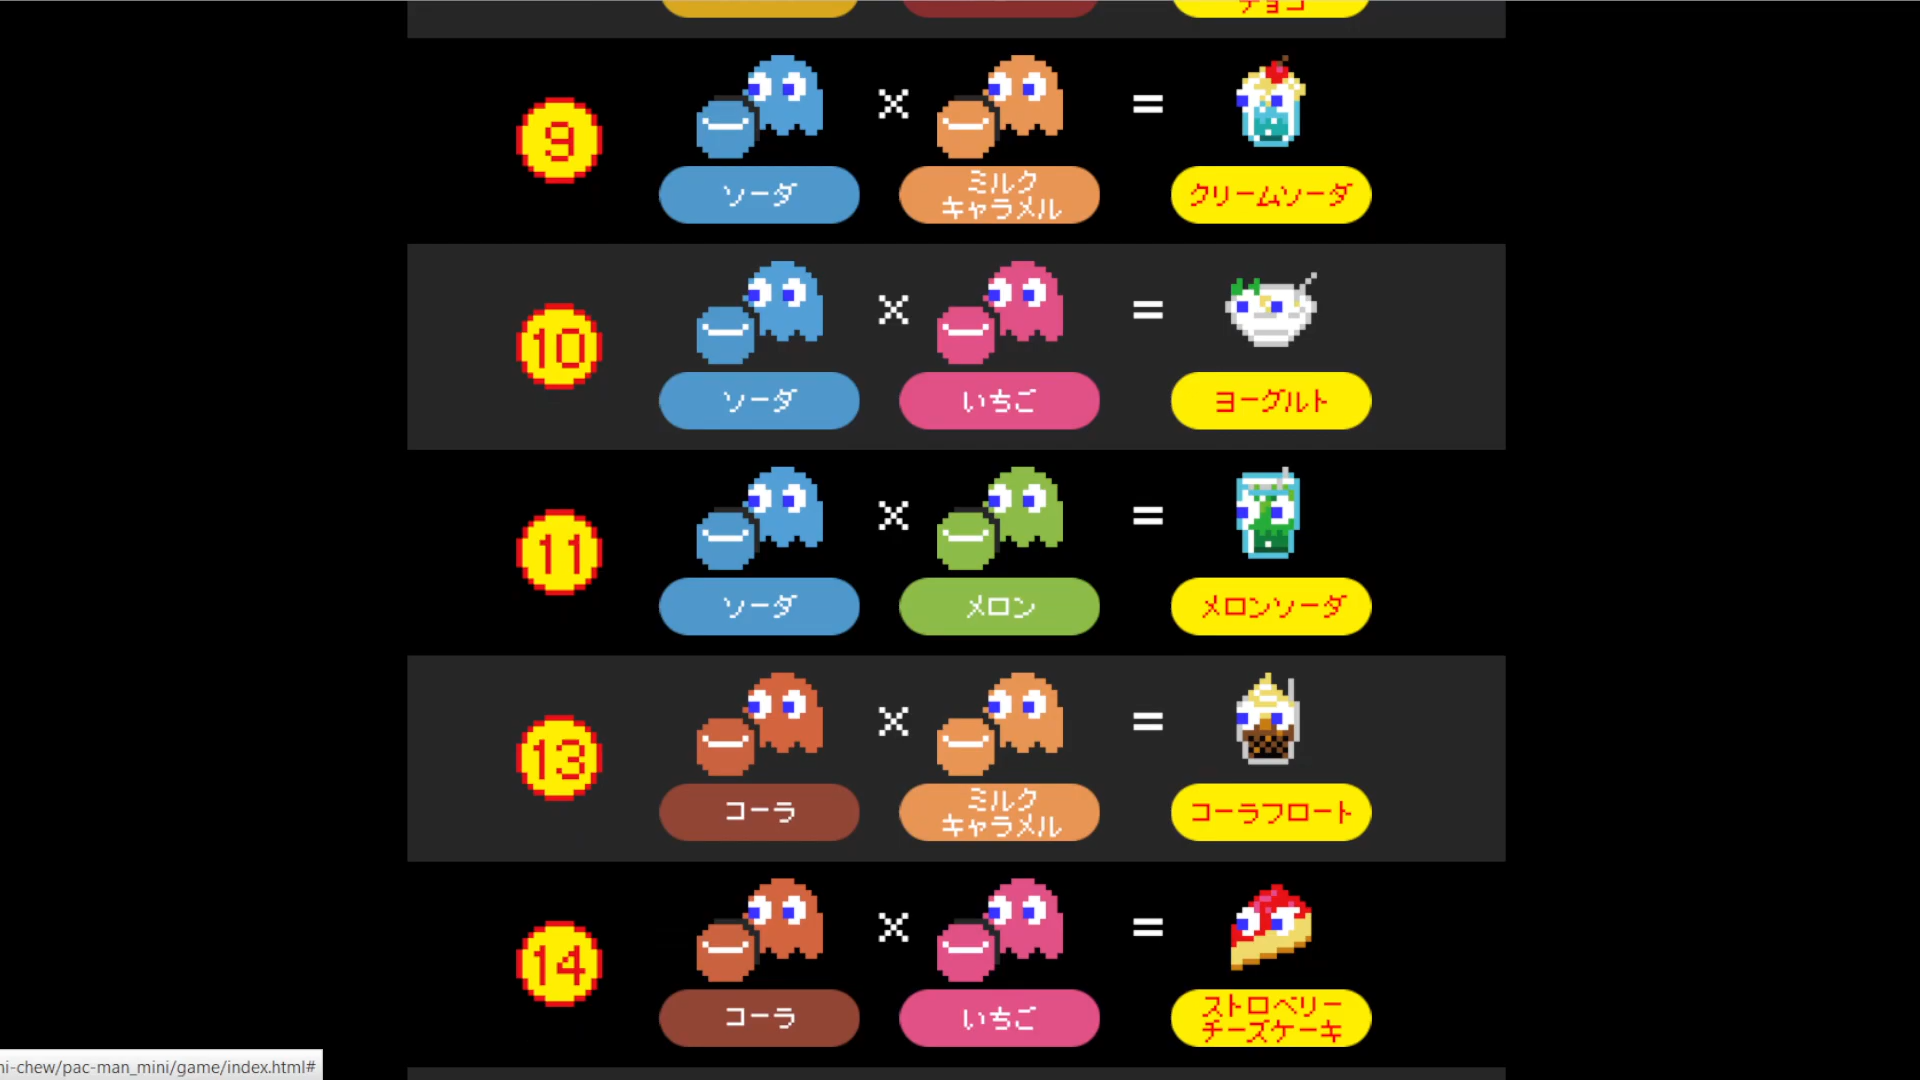 チョコ
9
×
=
ソーダ
ミルク
キャラメル
クリームソーダ
10
×
=
ソーダ
いちご
ヨーグルト
11
×
=
ソーダ
メロン
メロンソーダ
13
×
=
コーラ
ミルク
キャラメル
コーラフロート
14
×
=
コーラ
いちご
ストロベリー
チーズケーキ
ni-chew/pac-man_mini/game/index.html#